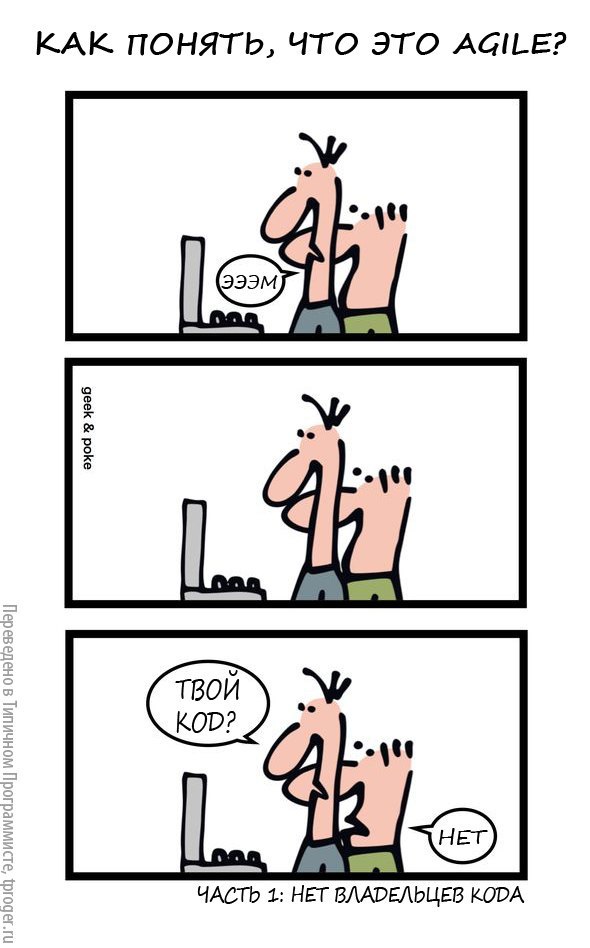 КАК ПОНЯТЬ, ЧТО ЭТО AGILE?
ЭЭЭМ
geek & poke
ТВОЙ
КОД?
НЕТ
ЧАСТЬ 1: НЕТ ВЛАДЕЛЬЦЕВ КОДА
Переведено в Типичном Программисте, tproger.ru